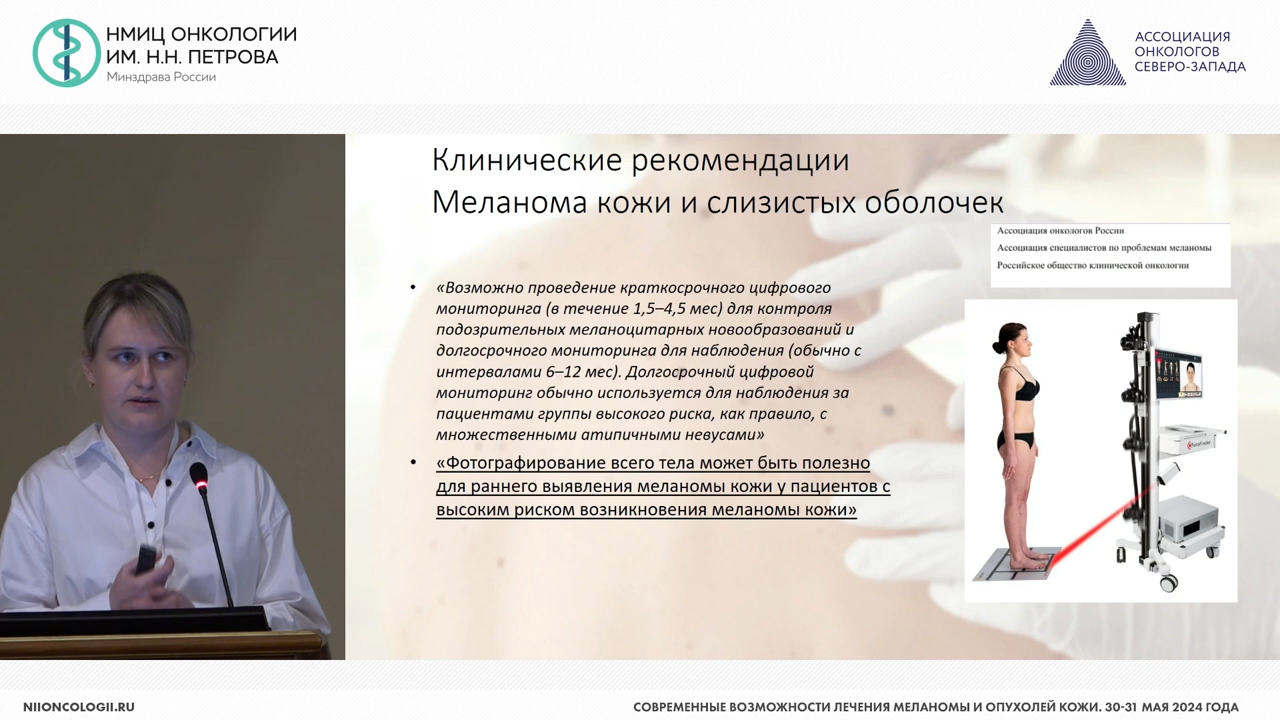 НМИЦ ОНКОЛОГИИ
ИМ. Н.Н. ПЕТРОВА
Минздрава России
АССОЦИАЦИЯ
ОНКОЛОГОВ
СЕВЕРО-ЗАПАДА
Клинические рекомендации
Меланома кожи и слизистых оболочек
Ассоциация онкологов России
Ассоциация специалистов по проблемам меланомы
Российское общество клинической онкологии
• «Возможно проведение краткосрочного цифрового
мониторинга (в течение 1,5–4,5 мес) для контроля
подозрительных меланоцитарных новообразований и
долгосрочного мониторинга для наблюдения (обычно с
интервалами 6–12 мес). Долгосрочный цифровой
мониторинг обычно используется для наблюдения за
пациентами группы высокого риска, как правило, с
множественными атипичными невусами»
• «Фотографирование всего тела может быть полезно
для раннего выявления меланомы кожи у пациентов с
высоким риском возникновения меланомы кожи»
NIIONCOLOGII.RU
СОВРЕМЕННЫЕ ВОЗМОЖНОСТИ ЛЕЧЕНИЯ МЕЛАНОМЫ И ОПУХОЛЕЙ КОЖИ. 30-31 МАЯ 2024 ГОДА